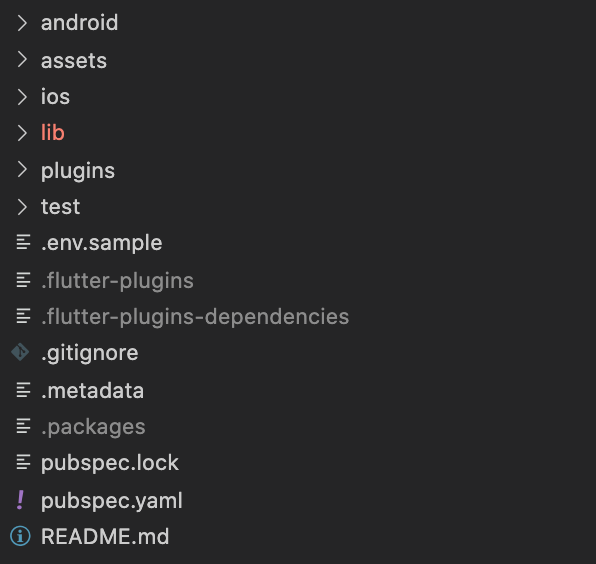 android
assets
ios
lib
plugins
test
.env.sample
.flutter-plugins
.flutter-plugins-dependencies
.gitignore
.metadata
.packages
pubspec.lock
pubspec.yaml
README.md